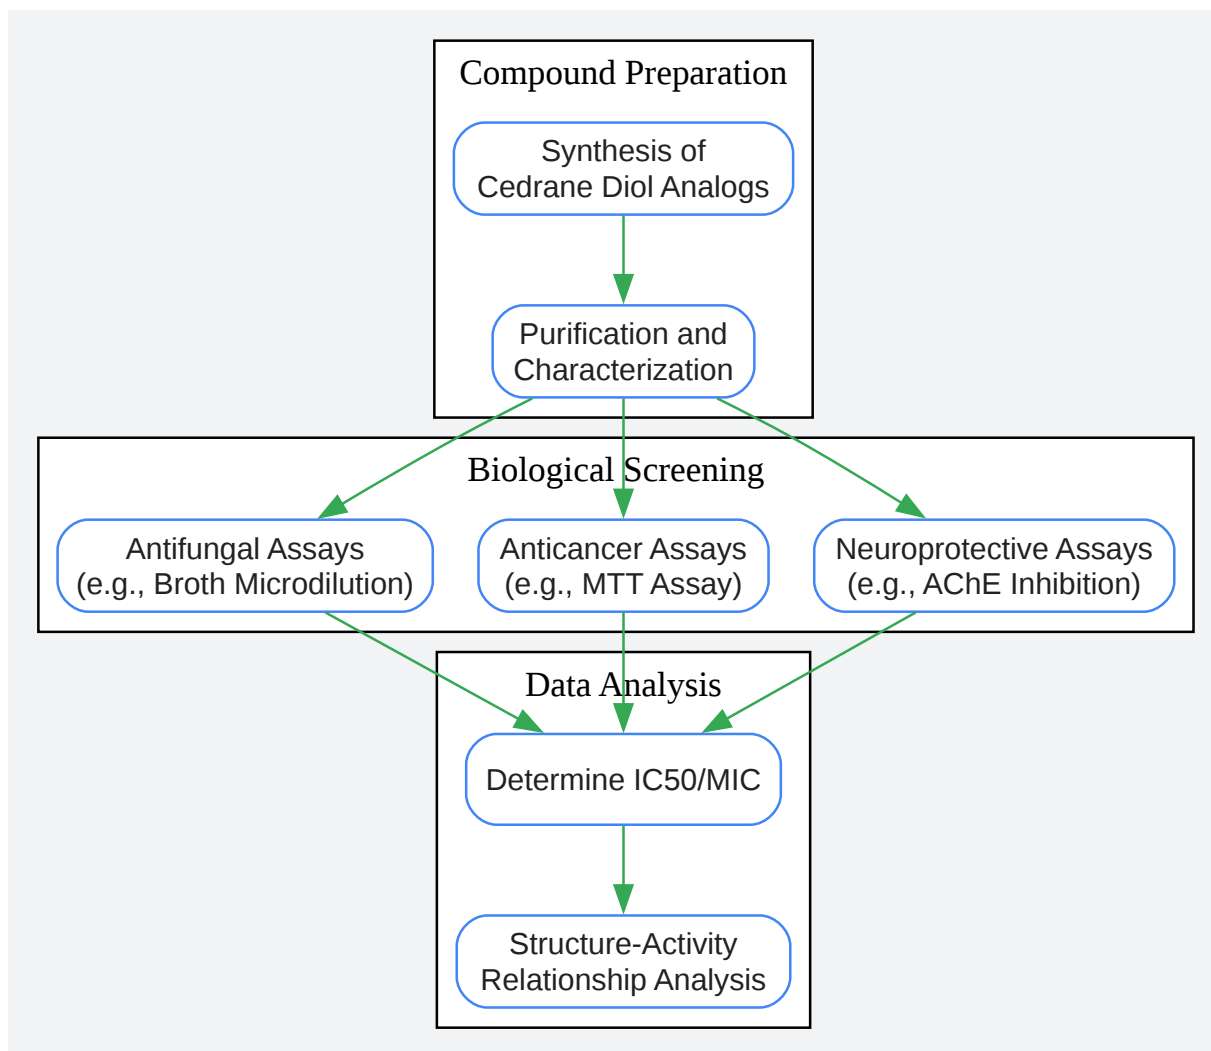 Compound Preparation
Synthesis of
Cedrane Diol Analogs
Purification and
Characterization
Biological Screening
Antifungal Assays
(e.g., Broth Microdilution)
Anticancer Assays
(e.g., MTT Assay)
Neuroprotective Assays
(e.g., AChE Inhibition)
Data Analysis
Determine IC50/MIC
Structure-Activity
Relationship Analysis